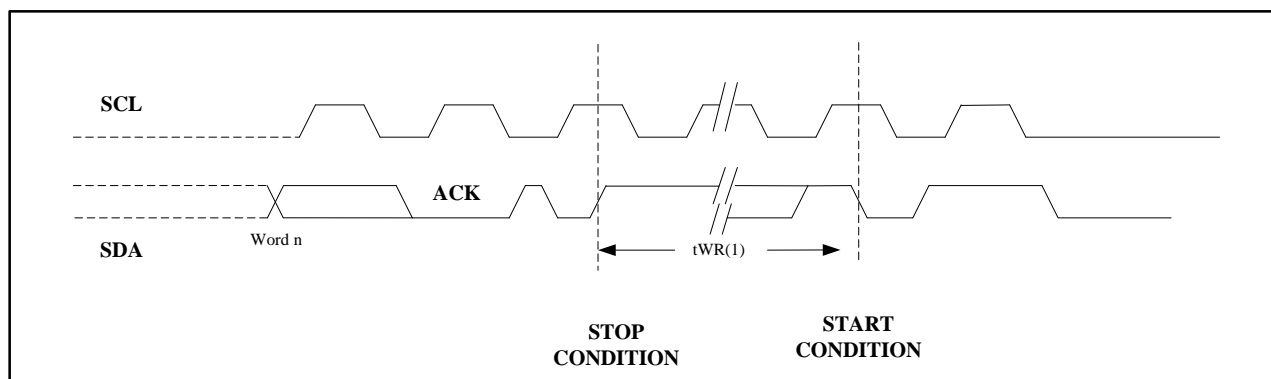 SCL
ACK
SDA
Word n
tWR(1)
STOP
CONDITION
START
CONDITION